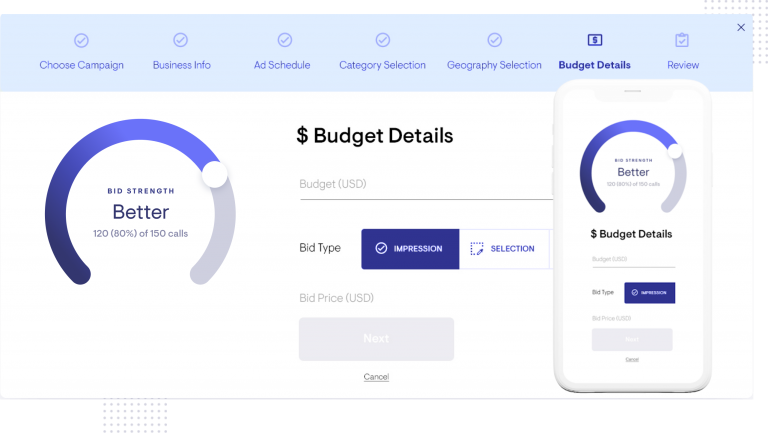 Choose Campaign
Business Info
Ad Schedule
Category Selection
Geography Selection
Budget Details
Review
BID STRENGTH
Better
120 (80%) of 150 calls
$ Budget Details
Budget (USD)
Bid Type
IMPRESSION
SELECTION
Bid Price (USD)
Next
Cancel
BID STRENGTH
Better
120 (80%) of 150 calls
$ Budget Details
Budget (USD)
Bid Type
IMPRESSION
Bid Price (USD)
Next
Cancel